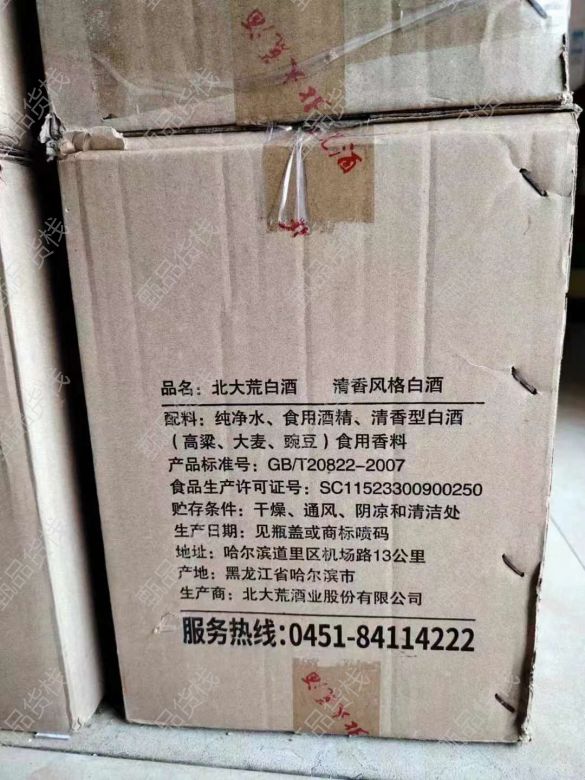 品名：北大荒白酒 清香风格白酒
配料：纯净水、食用酒精、清香型白酒
（高粱、大麦、豌豆）食用香料
产品标准号：GB/T20822-2007
食品生产许可证号：SC11523300900250
贮存条件：干燥、通风、阴凉和清洁处
生产日期：见瓶盖或商标喷码
地址：哈尔滨道里区机场路13公里
产地：黑龙江省哈尔滨市
生产商：北大荒酒业股份有限公司
服务热线：0451-84114222
甄品货栈